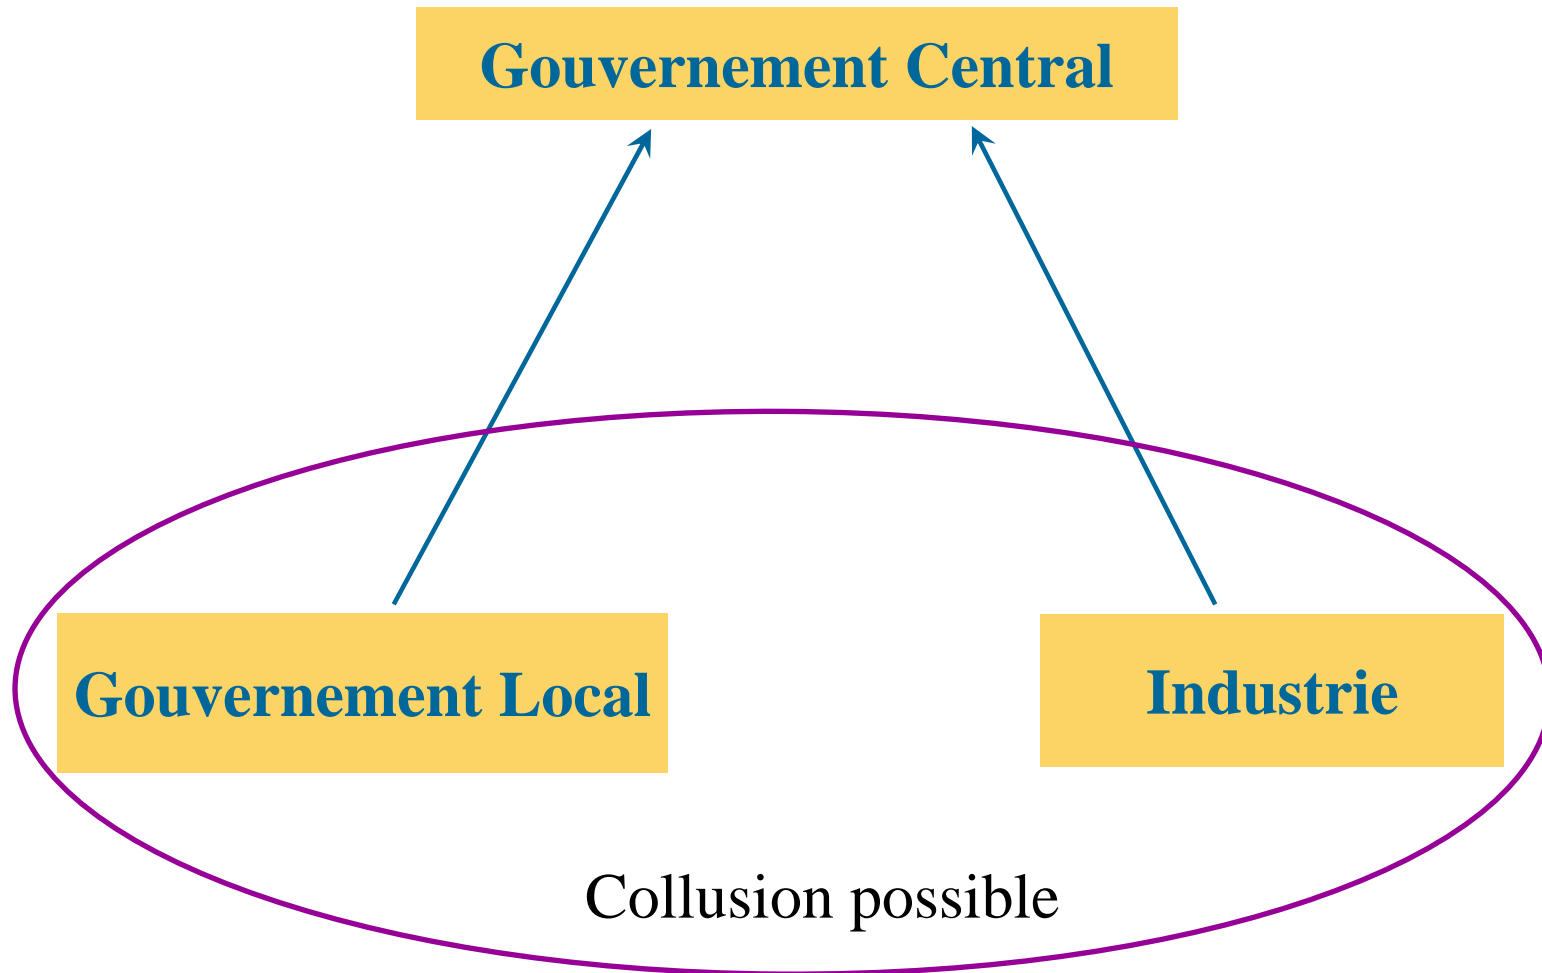 Gouvernement Central
Gouvernement Local
Industrie
Collusion possible